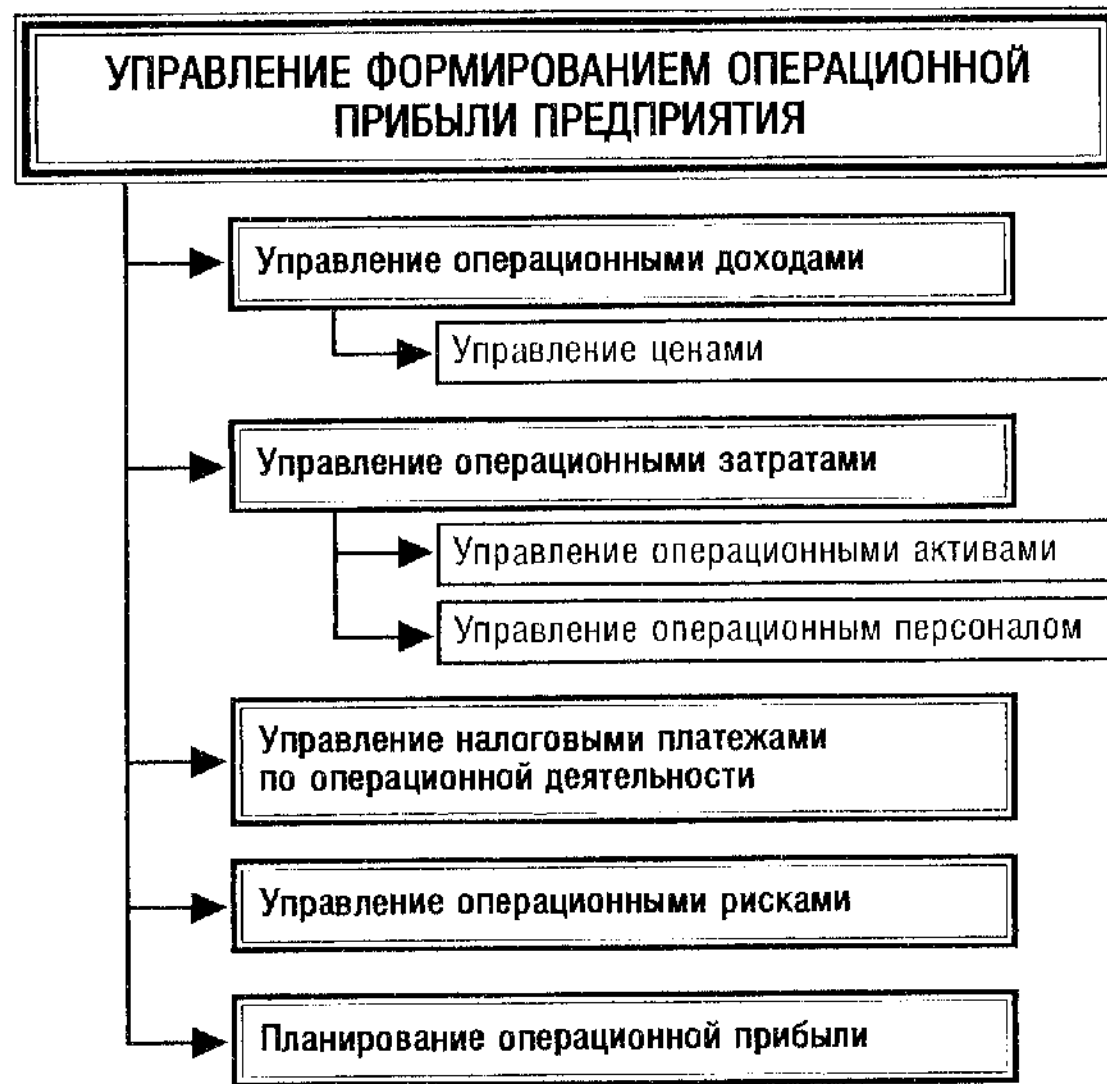 УПРАВЛЕНИЕ ФОРМИРОВАНИЕМ ОПЕРАЦИОННОЙ
ПРИБЫЛИ ПРЕДПРИЯТИЯ
Управление операционными доходами
Управление ценами
Управление операционными затратами
Управление операционными активами
Управление операционным персоналом
Управление налоговыми платежами
по операционной деятельности
Управление операционными рисками
Планирование операционной прибыли